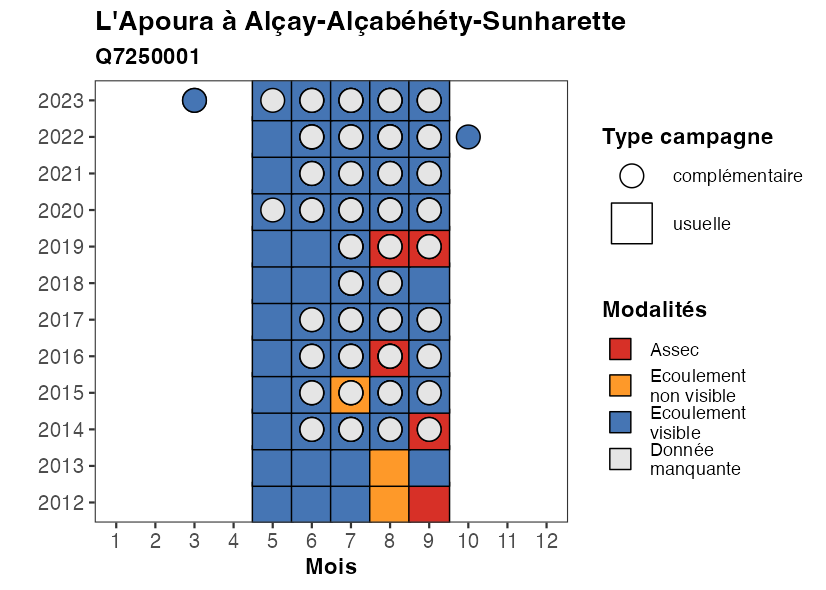 L'Apoura à Alçay-Alçabéhéty-Sunharette
Q7250001
2023
2022
2021
2020
2019
2018
2017
2016
2015
2014
2013
2012
1 2 3 4 5 6 7 8 9 10 11 12
Mois
Type campagne
complémentaire
usuelle
Modalités
Assec
Ecoulement
non visible
Ecoulement
visible
Donnée
manquante